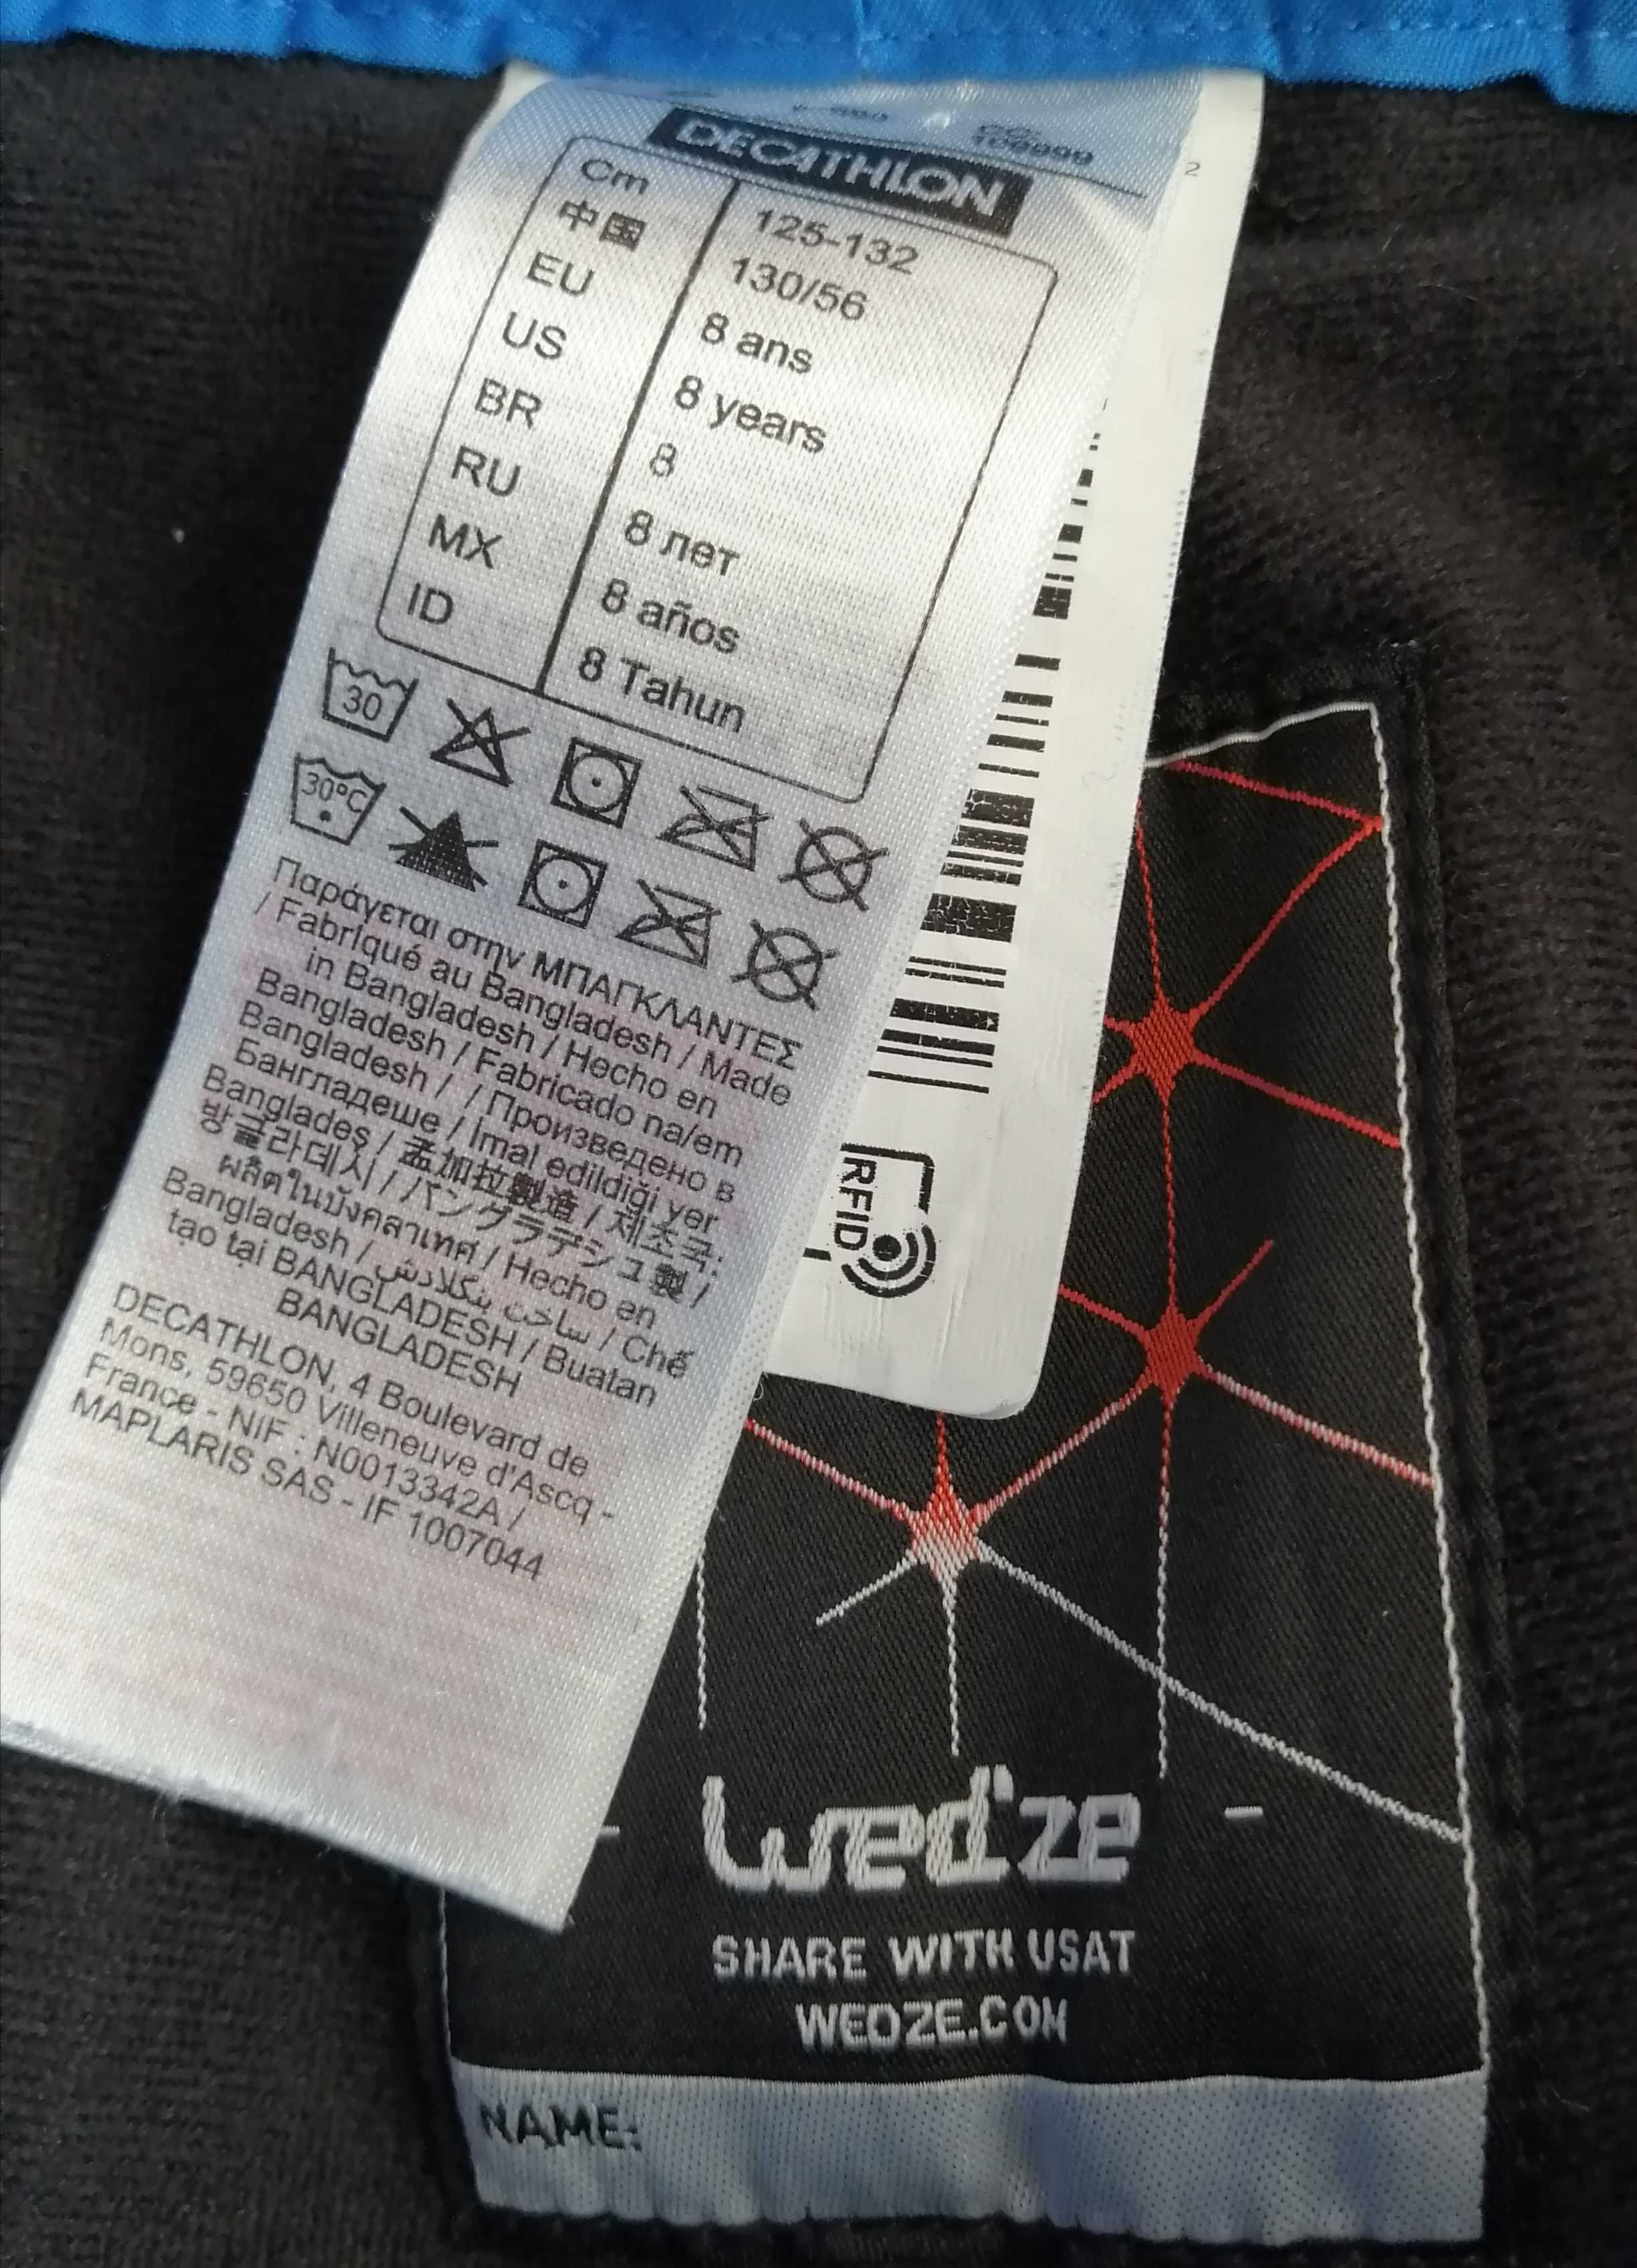 DECATHLON
Cm 125-132
中国 130/56
EU 8 ans
US 8 years
BR 8
RU 8 лет
MX 8 años
ID 8 Tahun
30
30°C
Παράγεται στην ΜΠΑΓΚΛΑΝΤΕΣ
/ Fabriqué au Bangladesh / Made
in Bangladesh / Hecho en
Bangladesh / Fabricado na/em
Bangladesh / / Произведено в
Бангладеше / İmal edildiği yer
Bangladeş / 孟加拉製造 / 제조국:
방글라데시 / バングラデシュ製 /
ผลิตในบังคลาเทศ / Hecho en
Bangladesh / ساخت بنگلادش / Chế
tạo tại BANGLADESH / Buatan
BANGLADESH
DECATHLON, 4 Boulevard de
Mons, 59650 Villeneuve d'Ascq -
France - NIF : N0013342A /
MAPLARIS SAS - IF 1007044
2
RFID
wed'ze
SHARE WITH US AT
WEDZE.COM
NAME: